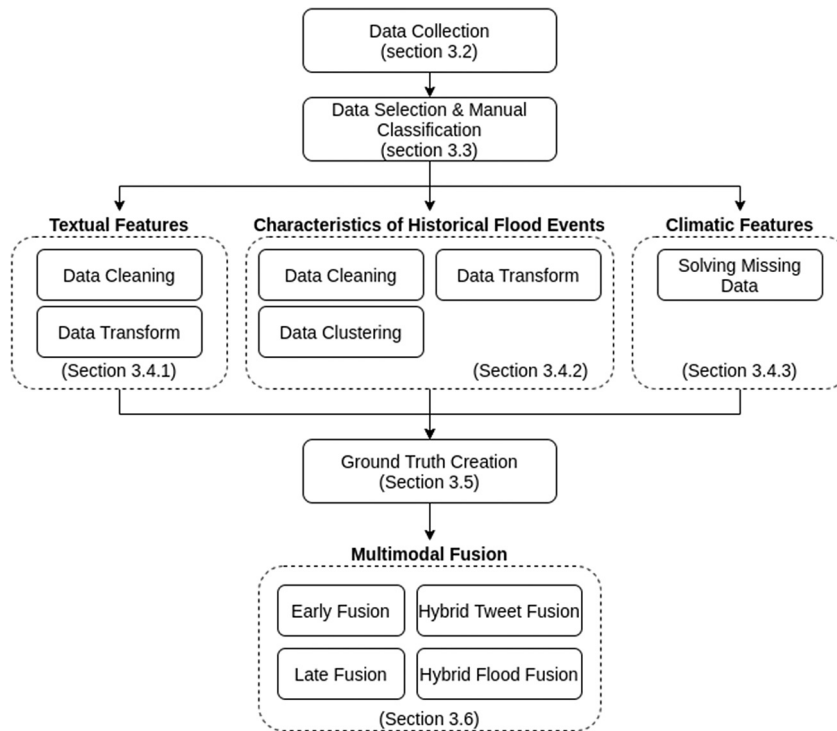 Data Collection
(section 3.2)
Data Selection & Manual
Classification
(section 3.3)
Textual Features
Data Cleaning
Data Transform
(Section 3.4.1)
Characteristics of Historical Flood Events
Data Cleaning
Data Transform
Data Clustering
(Section 3.4.2)
Climatic Features
Solving Missing
Data
(Section 3.4.3)
Ground Truth Creation
(Section 3.5)
Multimodal Fusion
Early Fusion
Hybrid Tweet Fusion
Late Fusion
Hybrid Flood Fusion
(Section 3.6)